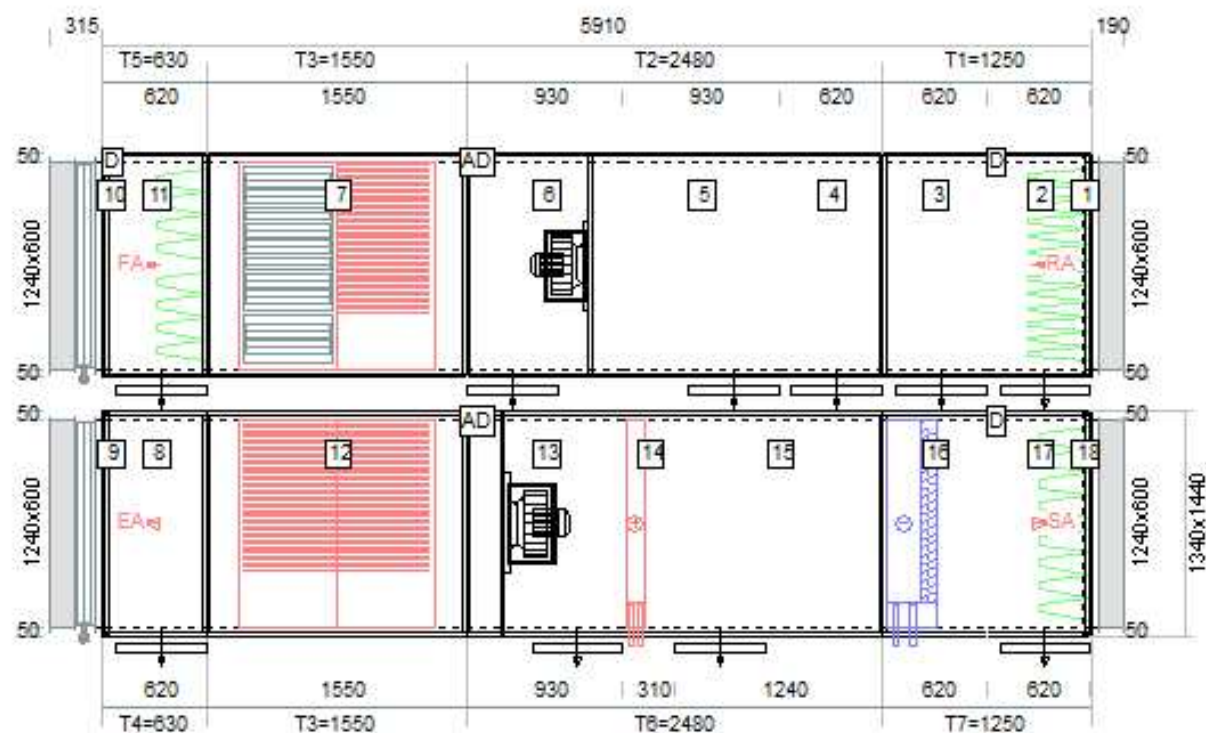 315 5910 190
T5=630 T3=1550 T2=2480 T1=1250
620 1550 930 930 620 620 620
50 D AD D 50
10 11 7 6 5 4 3 2 1
1240x600 FA RA 1240x600
50 50
50 AD D 50
9 8 12 13 14 15 16 17 18
1240x600 EA SA 1240x600 1340x1440
50 50
620 1550 930 310 1240 620 620
T4=630 T3=1550 T6=2480 T7=1250